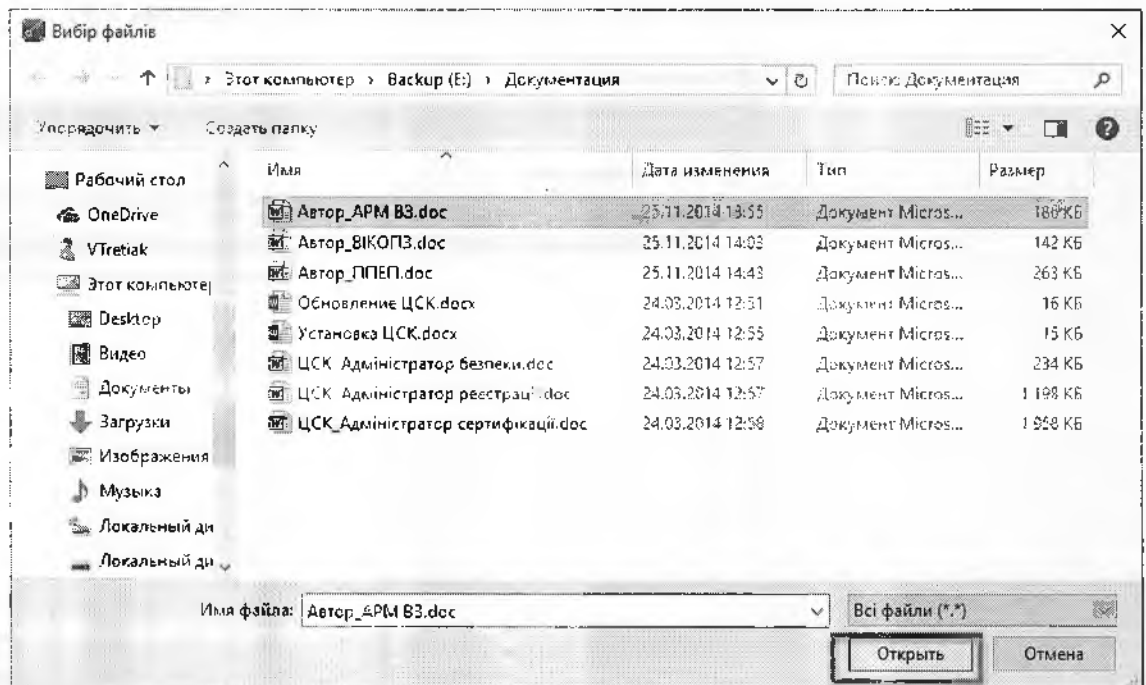 Вибір файлів
Этот компьютер › Backup (E:) › Документация
Поиск: Документация
Упорядочить
Создать папку
Имя Дата изменения Тип Размер
Рабочий стол
OneDrive
VTretiak
Этот компьютер
Desktop
Видео
Документы
Загрузки
Изображения
Музыка
Локальный ди
Локальный ди
Автор_АРМ ВЗ.doc 25.11.2014 13:55 Документ Micros... КБ
Автор_ВІКОПЗ.doc 25.11.2014 14:03 Документ Micros... 142 КБ
Автор_ППЕП.doc 25.11.2014 14:43 Документ Micros... 263 КБ
Обновление ЦСК.docx 24.03.2014 12:51 Документ Micros... 16 КБ
Установка ЦСК.docx 24.03.2014 12:55 Документ Micros... 15 КБ
ЦСК_Адміністратор безпеки.doc 24.03.2014 12:57 Документ Micros... 234 КБ
ЦСК_Адміністратор реєстрації.doc 24.03.2014 12:57 Документ Micros... 1 198 КБ
ЦСК_Адміністратор сертифікації.doc 24.03.2014 12:58 Документ Micros... 1 958 КБ
Имя файла: Автор_АРМ ВЗ.doc
Всі файли (*.*)
Открыть
Отмена